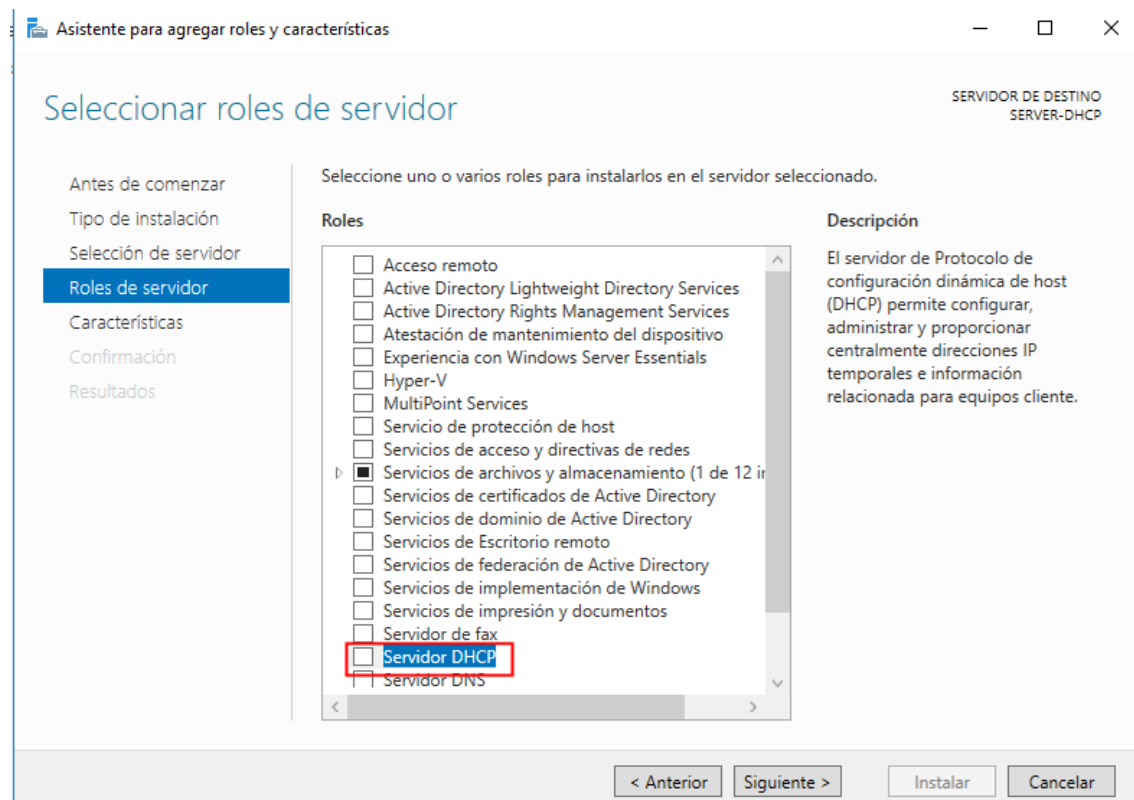 Asistente para agregar roles y características
Seleccionar roles de servidor
SERVIDOR DE DESTINO
SERVER-DHCP
Antes de comenzar
Tipo de instalación
Selección de servidor
Roles de servidor
Características
Confirmación
Resultados
Seleccione uno o varios roles para instalarlos en el servidor seleccionado.
Roles
Acceso remoto
Active Directory Lightweight Directory Services
Active Directory Rights Management Services
Atestación de mantenimiento del dispositivo
Experiencia con Windows Server Essentials
Hyper-V
MultiPoint Services
Servicio de protección de host
Servicios de acceso y directivas de redes
Servicios de archivos y almacenamiento (1 de 12 in
Servicios de certificados de Active Directory
Servicios de dominio de Active Directory
Servicios de Escritorio remoto
Servicios de federación de Active Directory
Servicios de implementación de Windows
Servicios de impresión y documentos
Servidor de fax
Servidor DHCP
Servidor DNS
Descripción
El servidor de Protocolo de
configuración dinámica de host
(DHCP) permite configurar,
administrar y proporcionar
centralmente direcciones IP
temporales e información
relacionada para equipos cliente.
< Anterior
Siguiente >
Instalar
Cancelar